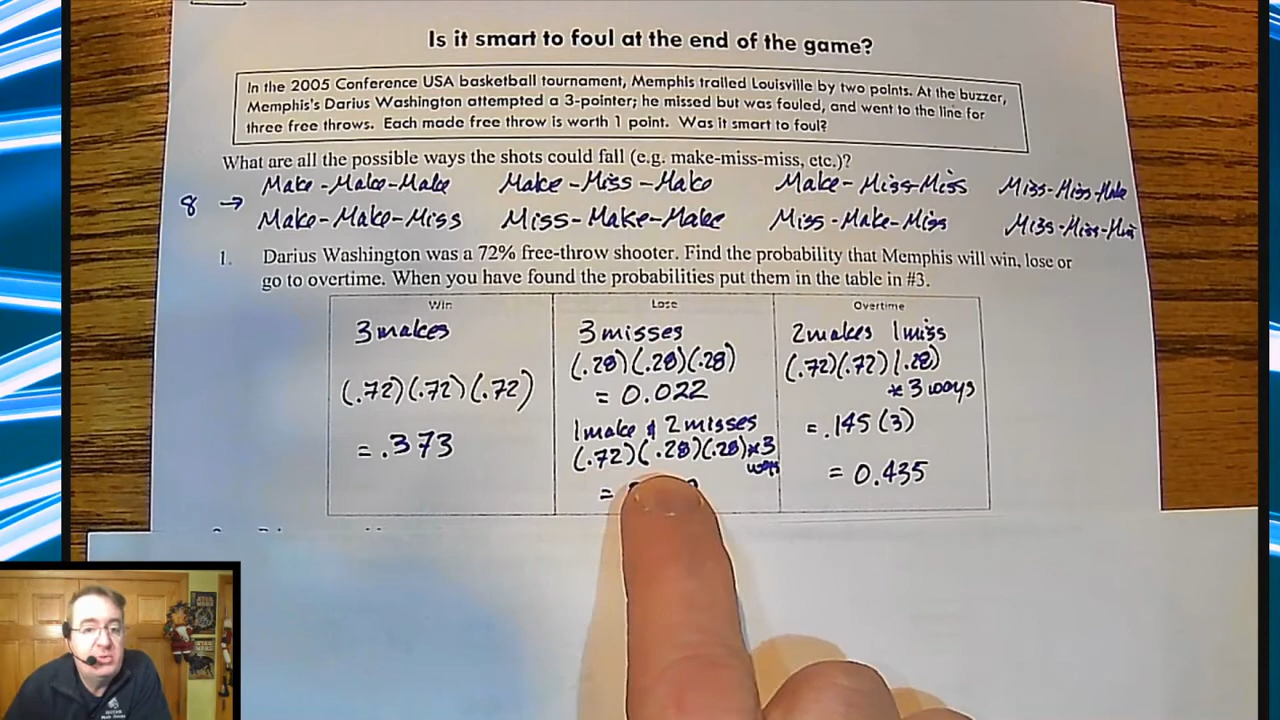 Is it smart to foul at the end of the game?
In the 2005 Conference USA basketball tournament, Memphis trailed Louisville by two points. At the buzzer,
Memphis's Darius Washington attempted a 3-pointer; he missed but was fouled, and went to the line for
three free throws. Each made free throw is worth 1 point. Was it smart to foul?
What are all the possible ways the shots could fall (e.g. make-miss-miss, etc.)?
8 → Make-Make-Make Make-Miss-Make Make-Miss-Miss Miss-Miss-Make
Make-Make-Miss Miss-Make-Make Miss-Make-Miss Miss-Miss-Miss
1. Darius Washington was a 72% free-throw shooter. Find the probability that Memphis will win, lose or
go to overtime. When you have found the probabilities put them in the table in #3.
Win
3 makes
(.72)(.72)(.72)
= .373
Lose
3 misses
(.28)(.28)(.28)
= 0.022
1 make & 2 misses
(.72)(.28)(.28)*3
ways
=
Overtime
2 makes 1 miss
(.72)(.72)(.28)
* 3 ways
= .145(3)
= 0.435